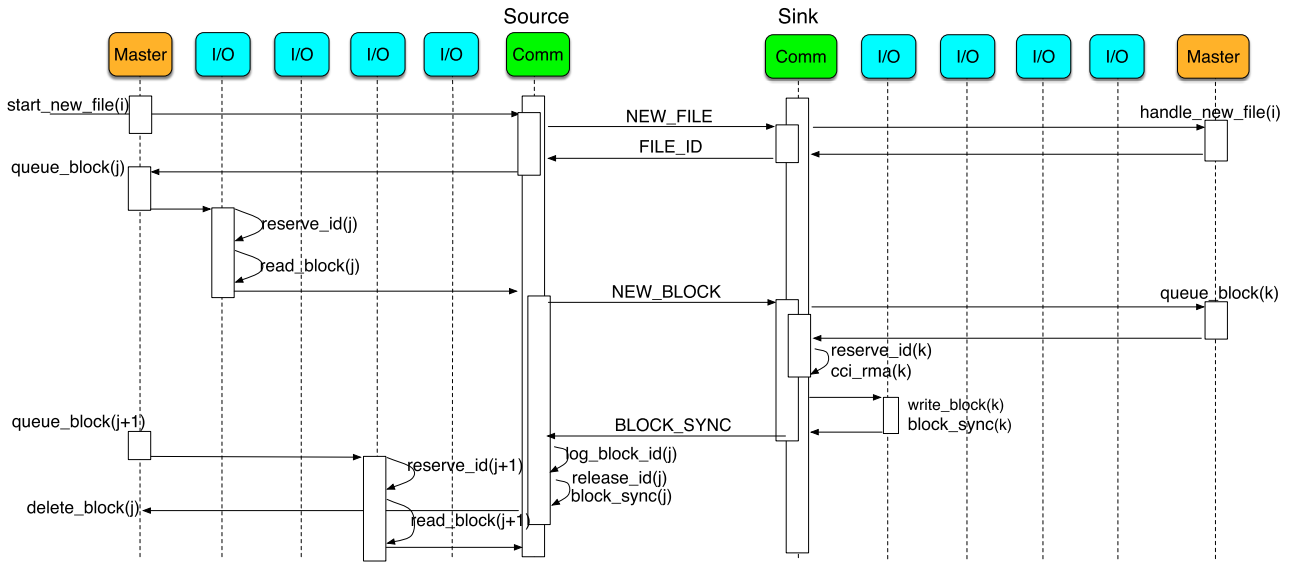 Source
Sink
Master
I/O
I/O
I/O
I/O
Comm
Comm
I/O
I/O
I/O
I/O
Master
start_new_file(i)
NEW_FILE
handle_new_file(i)
FILE_ID
queue_block(j)
reserve_id(j)
read_block(j)
NEW_BLOCK
queue_block(k)
reserve_id(k)
cci_rma(k)
write_block(k)
block_sync(k)
queue_block(j+1)
BLOCK_SYNC
log_block_id(j)
reserve_id(j+1)
release_id(j)
block_sync(j)
delete_block(j)
read_block(j+1)